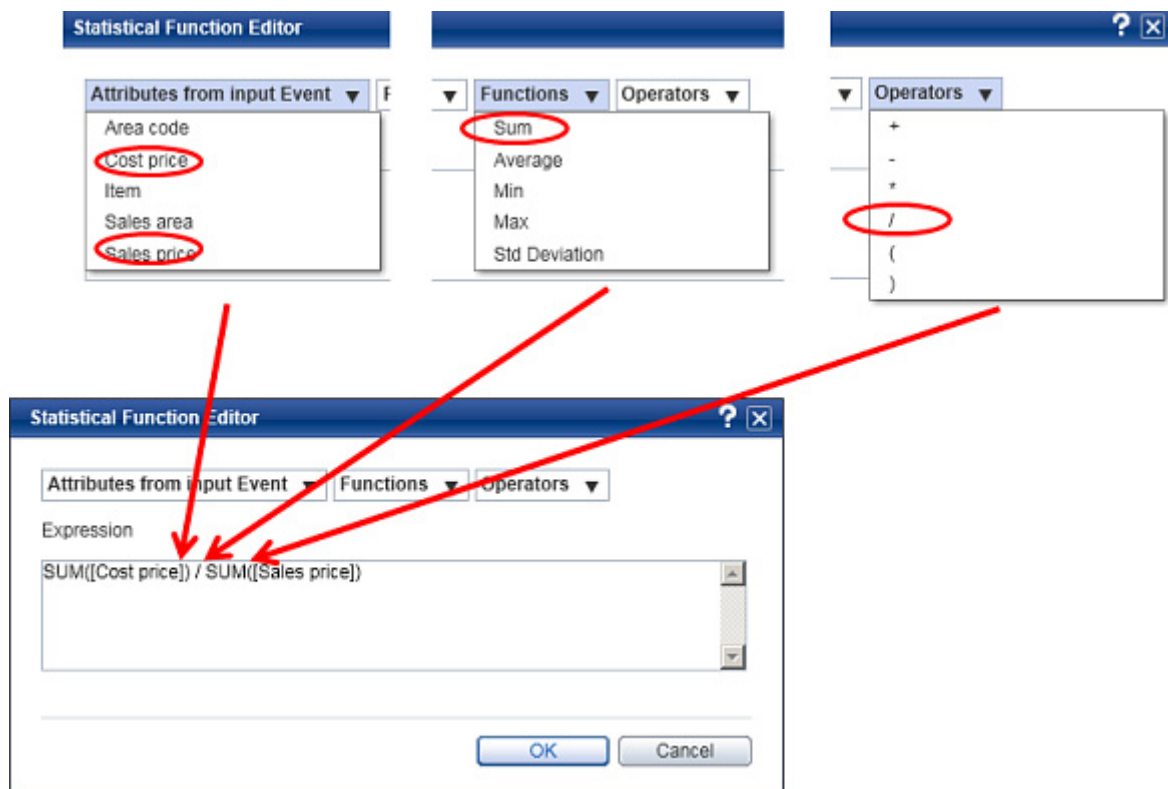 Statistical Function Editor
?
Attributes from input Event
F
Area code
Cost price
Item
Sales area
Sales price
Functions
Operators
Sum
Average
Min
Max
Std Deviation
Operators
+
-
*
/
(
)
Statistical Function Editor
?
Attributes from input Event
Functions
Operators
Expression
SUM([Cost price]) / SUM([Sales price])
OK
Cancel